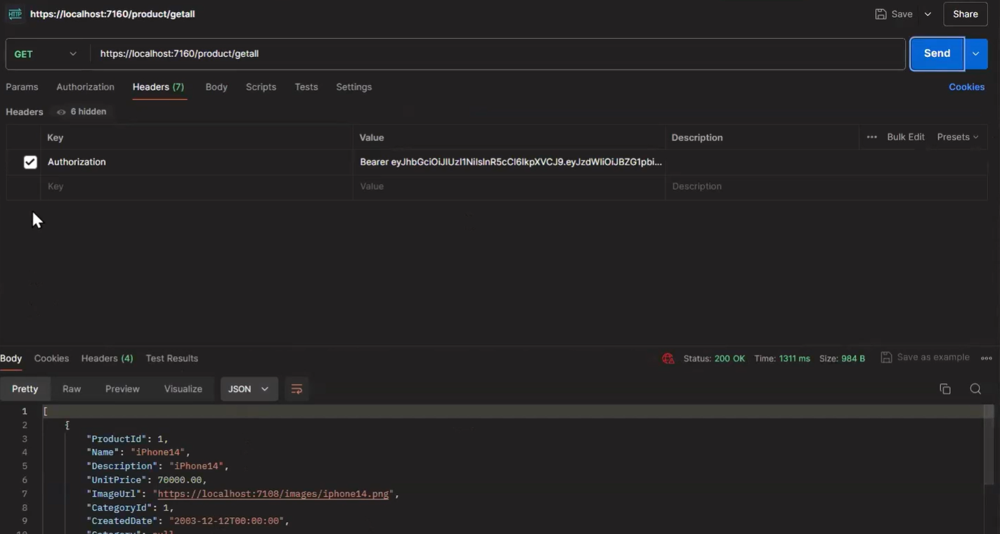 HTTP https://localhost:7160/product/getall Save Share
GET https://localhost:7160/product/getall Send
Params Authorization Headers (7) Body Scripts Tests Settings Cookies
Headers 6 hidden
Key Value Description ••• Bulk Edit Presets
Authorization Bearer eyJhbGciOiJIUzI1NiIsInR5cCI6IkpXVCJ9.eyJzdWIiOiJBZG1pbi...
Key Value Description
Body Cookies Headers (4) Test Results Status: 200 OK Time: 1311 ms Size: 984 B Save as example
Pretty Raw Preview Visualize JSON
1 [
2 {
3 "ProductId": 1,
4 "Name": "iPhone14",
5 "Description": "iPhone14",
6 "UnitPrice": 70000.00,
7 "ImageUrl": "https://localhost:7108/images/iphone14.png",
8 "CategoryId": 1,
9 "CreatedDate": "2003-12-12T00:00:00",
10 "Category": null